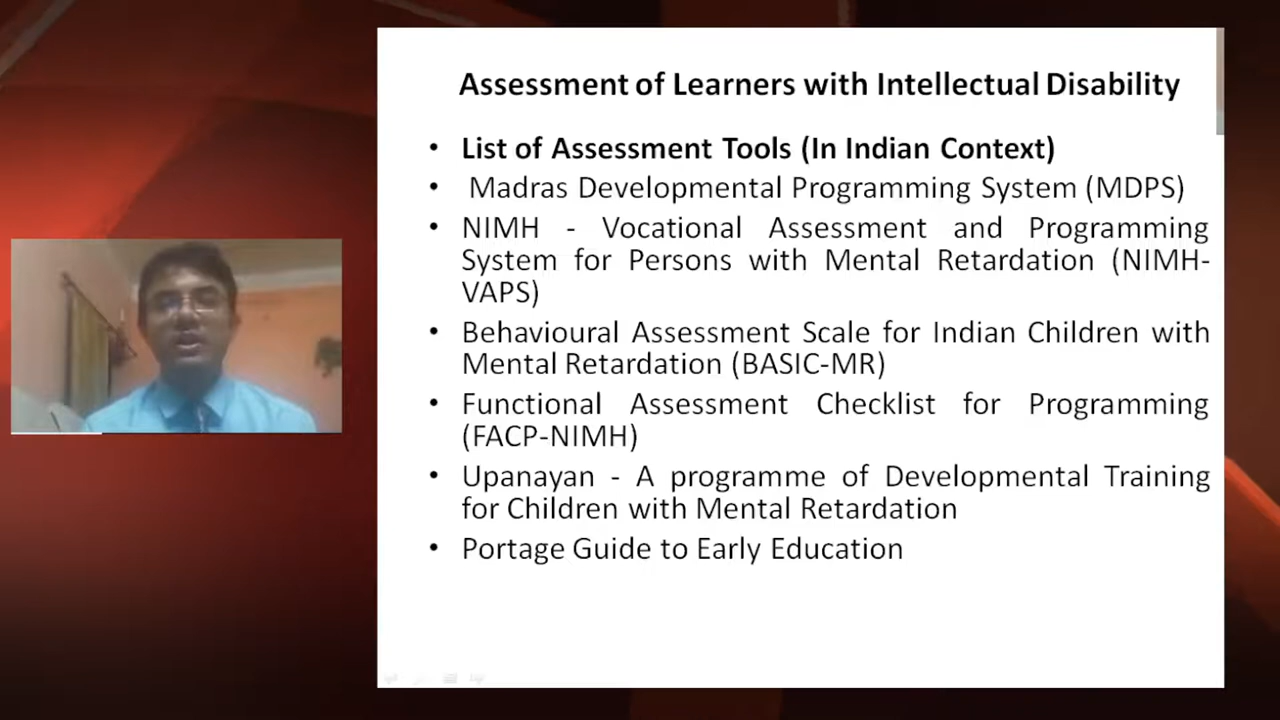 Assessment of Learners with Intellectual Disability
• List of Assessment Tools (In Indian Context)
• Madras Developmental Programming System (MDPS)
• NIMH - Vocational Assessment and Programming
System for Persons with Mental Retardation (NIMH-
VAPS)
• Behavioural Assessment Scale for Indian Children with
Mental Retardation (BASIC-MR)
• Functional Assessment Checklist for Programming
(FACP-NIMH)
• Upanayan - A programme of Developmental Training
for Children with Mental Retardation
• Portage Guide to Early Education